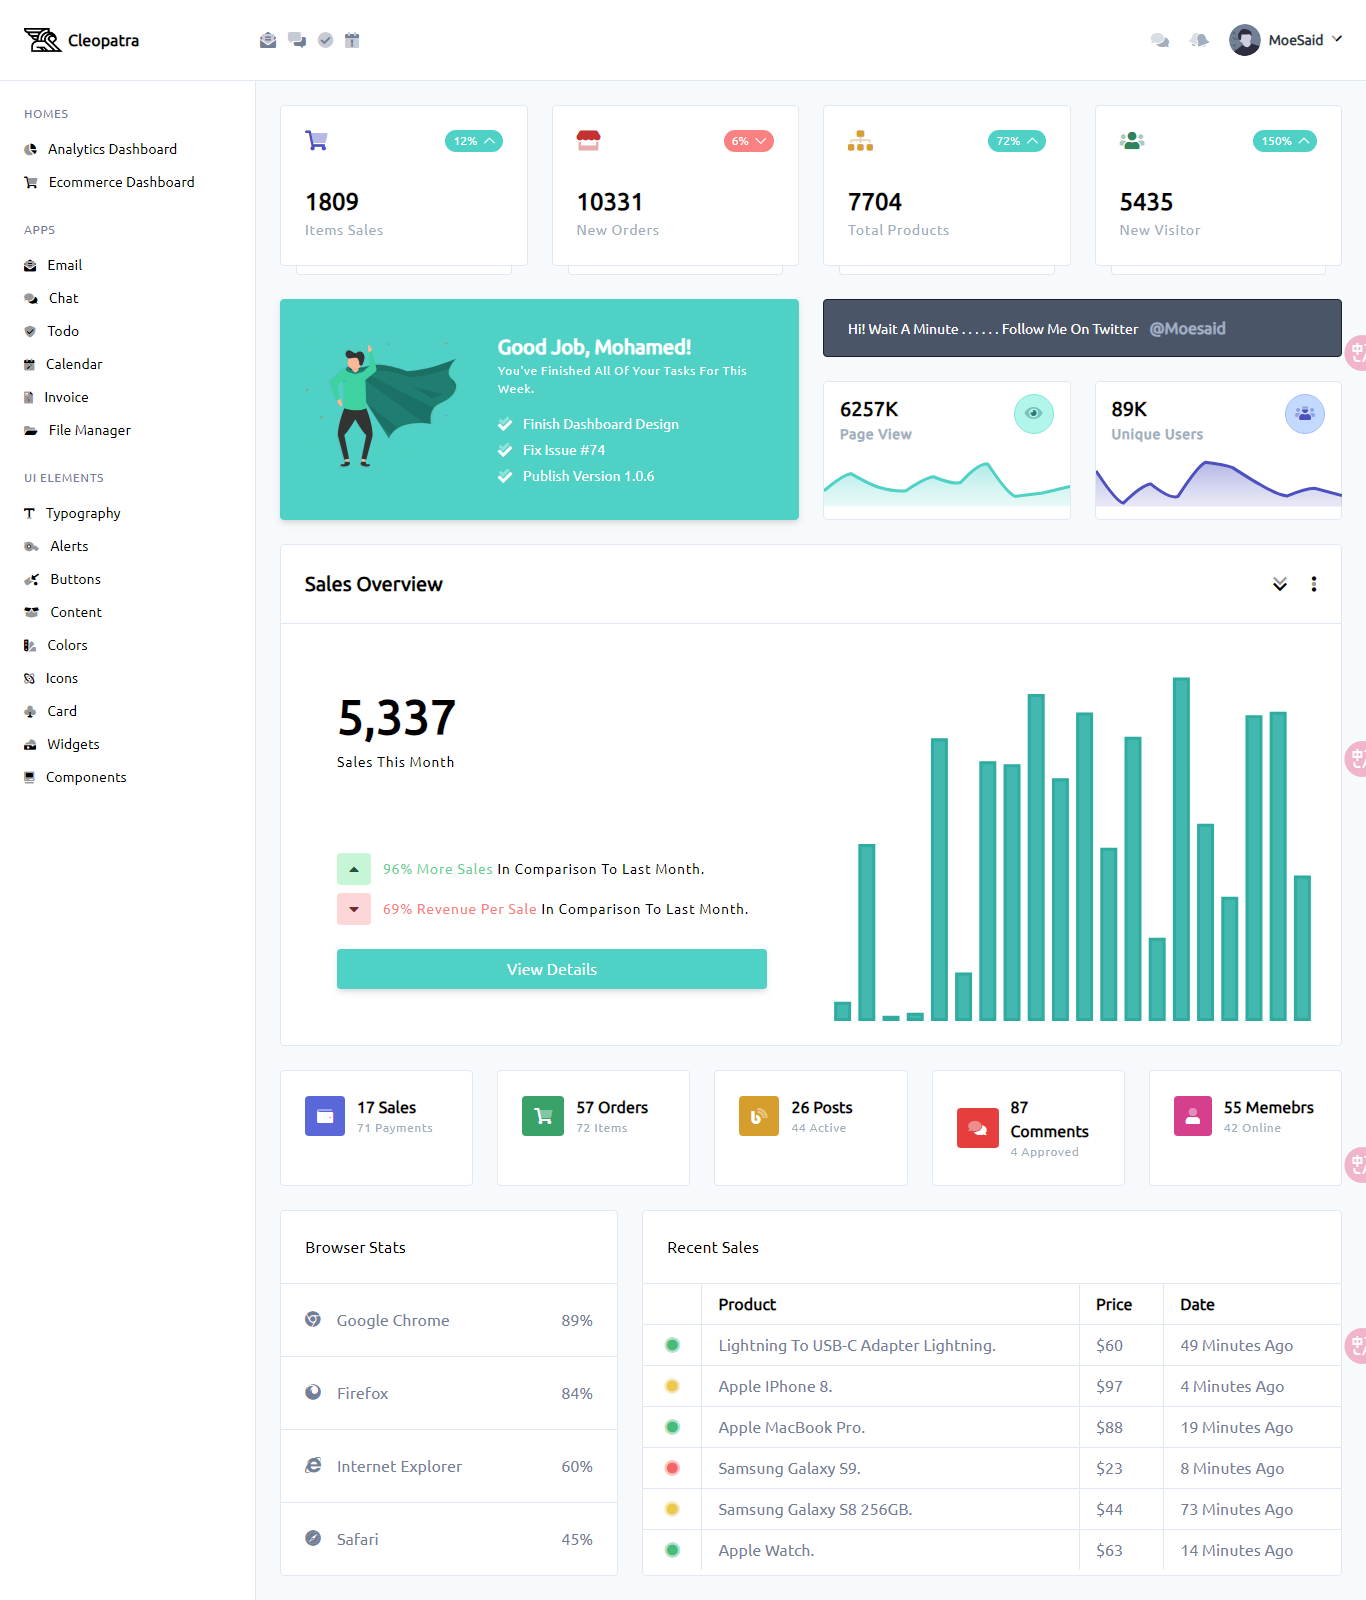 Cleopatra
MoeSaid
HOMES
Analytics Dashboard
Ecommerce Dashboard
APPS
Email
Chat
Todo
Calendar
Invoice
File Manager
UI ELEMENTS
Typography
Alerts
Buttons
Content
Colors
Icons
Card
Widgets
Components
12%
1809
Items Sales
6%
10331
New Orders
72%
7704
Total Products
150%
5435
New Visitor
Good Job, Mohamed!
You've Finished All Of Your Tasks For This
Week.
Finish Dashboard Design
Fix Issue #74
Publish Version 1.0.6
Hi! Wait A Minute . . . . . . Follow Me On Twitter @Moesaid
6257K
Page View
89K
Unique Users
Sales Overview
5,337
Sales This Month
96% More Sales In Comparison To Last Month.
69% Revenue Per Sale In Comparison To Last Month.
View Details
17 Sales
71 Payments
57 Orders
72 Items
26 Posts
44 Active
87
Comments
4 Approved
55 Memebrs
42 Online
Browser Stats
Google Chrome 89%
Firefox 84%
Internet Explorer 60%
Safari 45%
Recent Sales
Product Price Date
Lightning To USB-C Adapter Lightning. $60 49 Minutes Ago
Apple IPhone 8. $97 4 Minutes Ago
Apple MacBook Pro. $88 19 Minutes Ago
Samsung Galaxy S9. $23 8 Minutes Ago
Samsung Galaxy S8 256GB. $44 73 Minutes Ago
Apple Watch. $63 14 Minutes Ago